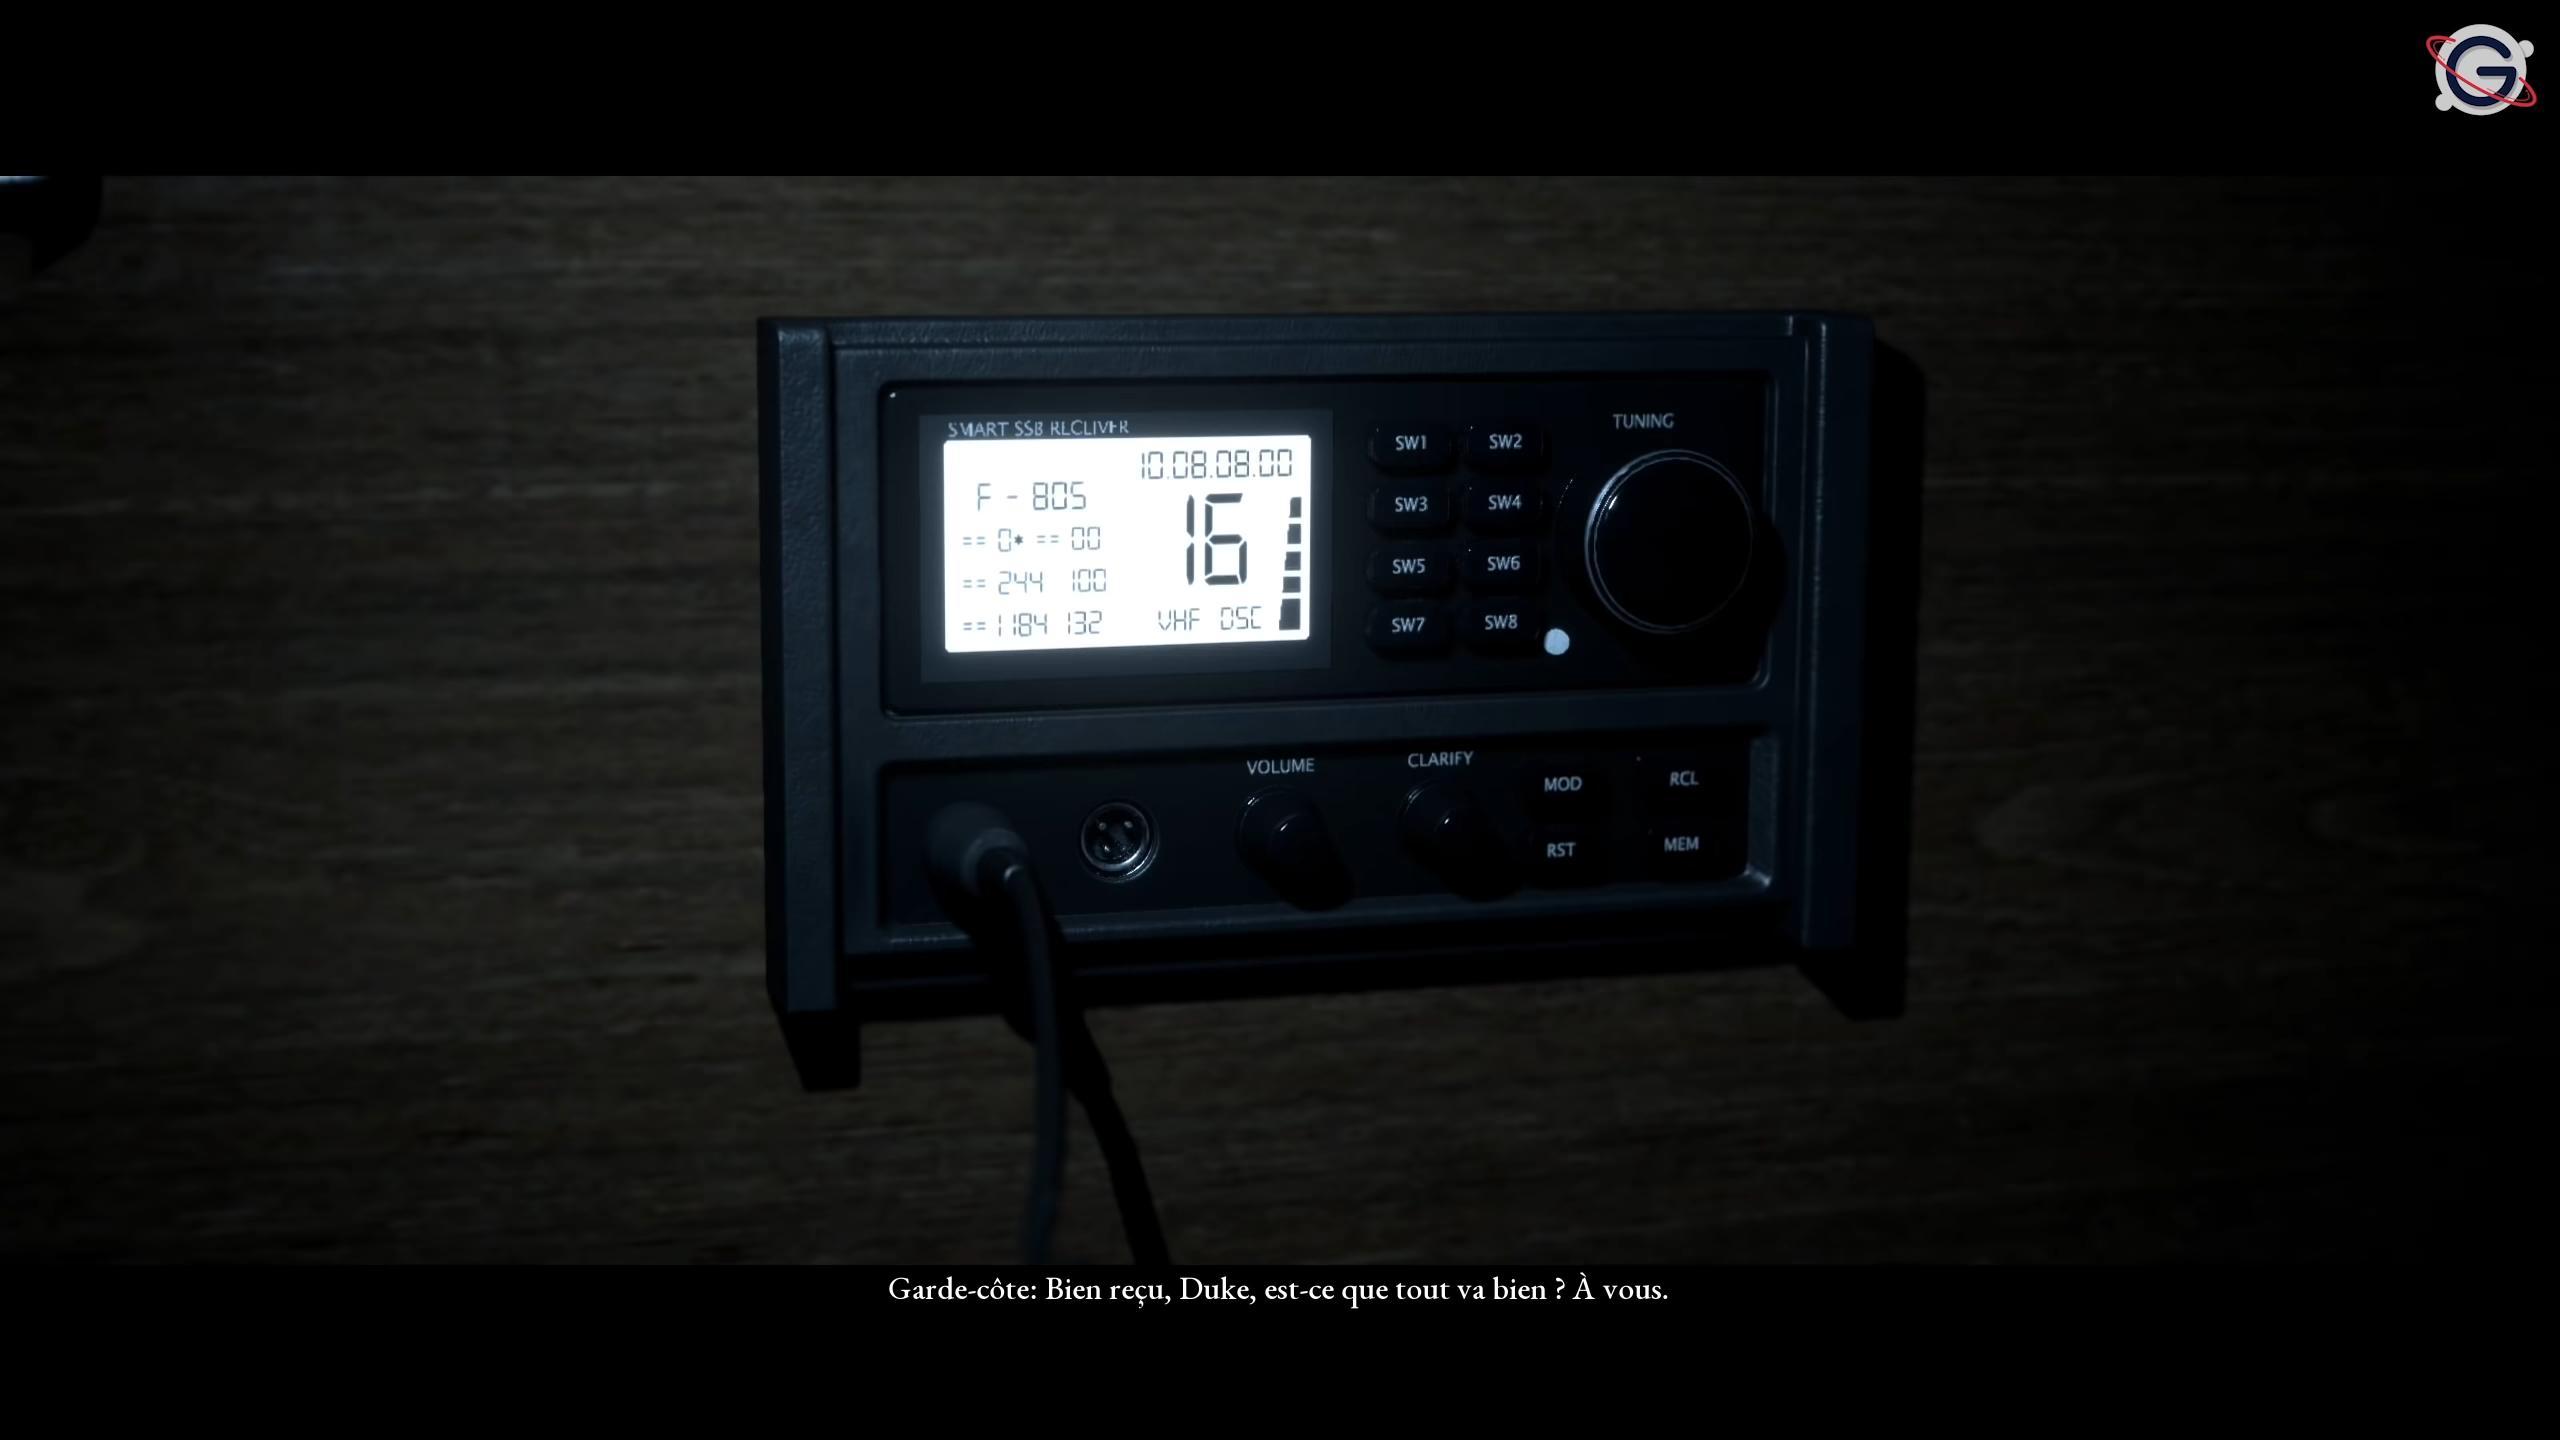 G
SMART SSB RECEIVER
10.08.08.00
F - 805
16
== 0* == 00
== 244 100
== 1184 132
VHF DSC
SW1 SW2
SW3 SW4
SW5 SW6
SW7 SW8
TUNING
VOLUME
CLARIFY
MOD RCL
RST MEM
Garde-côte: Bien reçu, Duke, est-ce que tout va bien ? À vous.